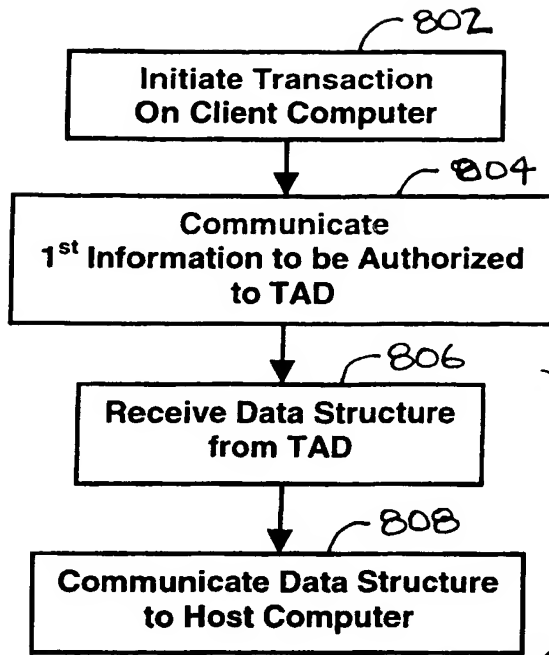 802
Initiate Transaction
On Client Computer
804
Communicate
1st Information to be Authorized
to TAD
806
Receive Data Structure
from TAD
808
Communicate Data Structure
to Host Computer